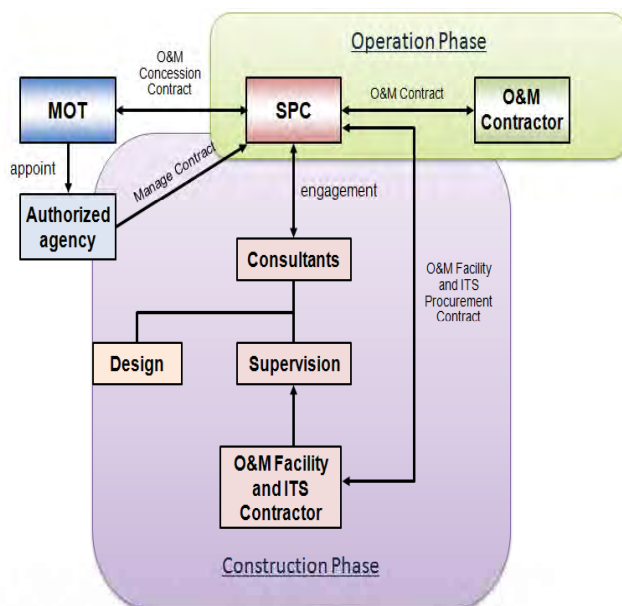 Operation Phase
O&M
Concession
Contract
MOT
SPC
O&M Contract
O&M
Contractor
appoint
Manage Contract
Authorized
agency
engagement
Consultants
O&M Facility
and ITS
Procurement
Contract
Design
Supervision
O&M Facility
and ITS
Contractor
Construction Phase